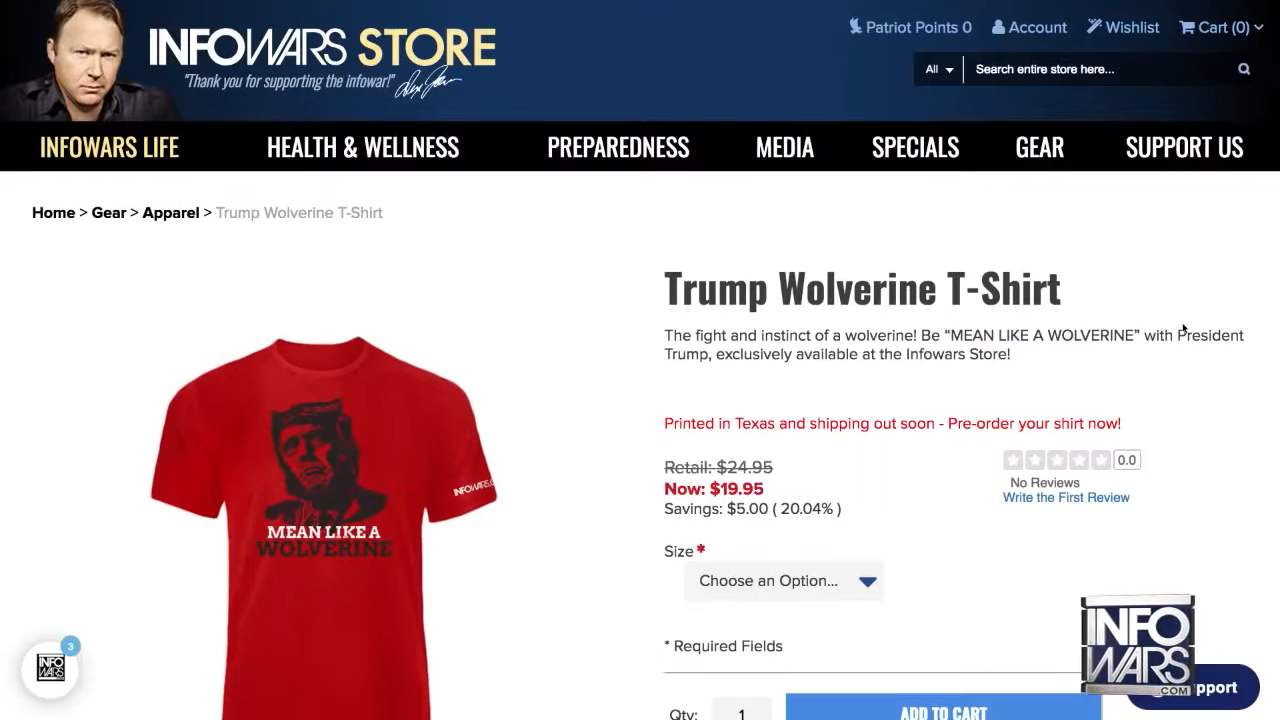 INFOWARS STORE
"Thank you for supporting the infowar!"
Patriot Points 0
Account
Wishlist
Cart (0)
All
Search entire store here...
INFOWARS LIFE
HEALTH & WELLNESS
PREPAREDNESS
MEDIA
SPECIALS
GEAR
SUPPORT US
Home > Gear > Apparel > Trump Wolverine T-Shirt
MEAN LIKE A
WOLVERINE
INFOWARS.C
Trump Wolverine T-Shirt
The fight and instinct of a wolverine! Be “MEAN LIKE A WOLVERINE” with President
Trump, exclusively available at the Infowars Store!
Printed in Texas and shipping out soon - Pre-order your shirt now!
Retail: $24.95
Now: $19.95
Savings: $5.00 ( 20.04% )
0.0
No Reviews
Write the First Review
Size *
Choose an Option...
* Required Fields
Qty:
1
ADD TO CART
3
INFO
WARS
INFO
WARS
.COM
pport